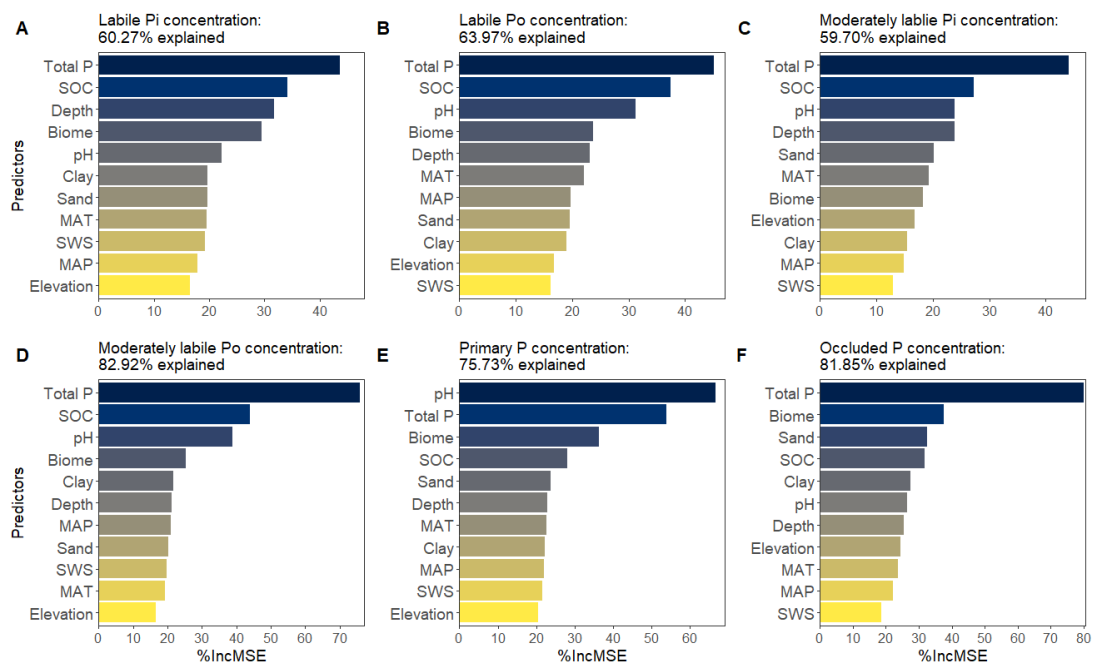 A
Labile Pi concentration:
60.27% explained
Predictors
Total P
SOC
Depth
Biome
pH
Clay
Sand
MAT
SWS
MAP
Elevation
0 10 20 30 40
B
Labile Po concentration:
63.97% explained
Total P
SOC
pH
Biome
Depth
MAT
MAP
Sand
Clay
Elevation
SWS
0 10 20 30 40
C
Moderately lablie Pi concentration:
59.70% explained
Total P
SOC
pH
Depth
Sand
MAT
Biome
Elevation
Clay
MAP
SWS
0 10 20 30 40
D
Moderately labile Po concentration:
82.92% explained
Predictors
Total P
SOC
pH
Biome
Clay
Depth
MAP
Sand
SWS
MAT
Elevation
0 10 20 30 40 50 60 70
%IncMSE
E
Primary P concentration:
75.73% explained
pH
Total P
Biome
SOC
Sand
Depth
MAT
Clay
MAP
SWS
Elevation
0 10 20 30 40 50 60
%IncMSE
F
Occluded P concentration:
81.85% explained
Total P
Biome
Sand
SOC
Clay
pH
Depth
Elevation
MAT
MAP
SWS
0 10 20 30 40 50 60 70 80
%IncMSE